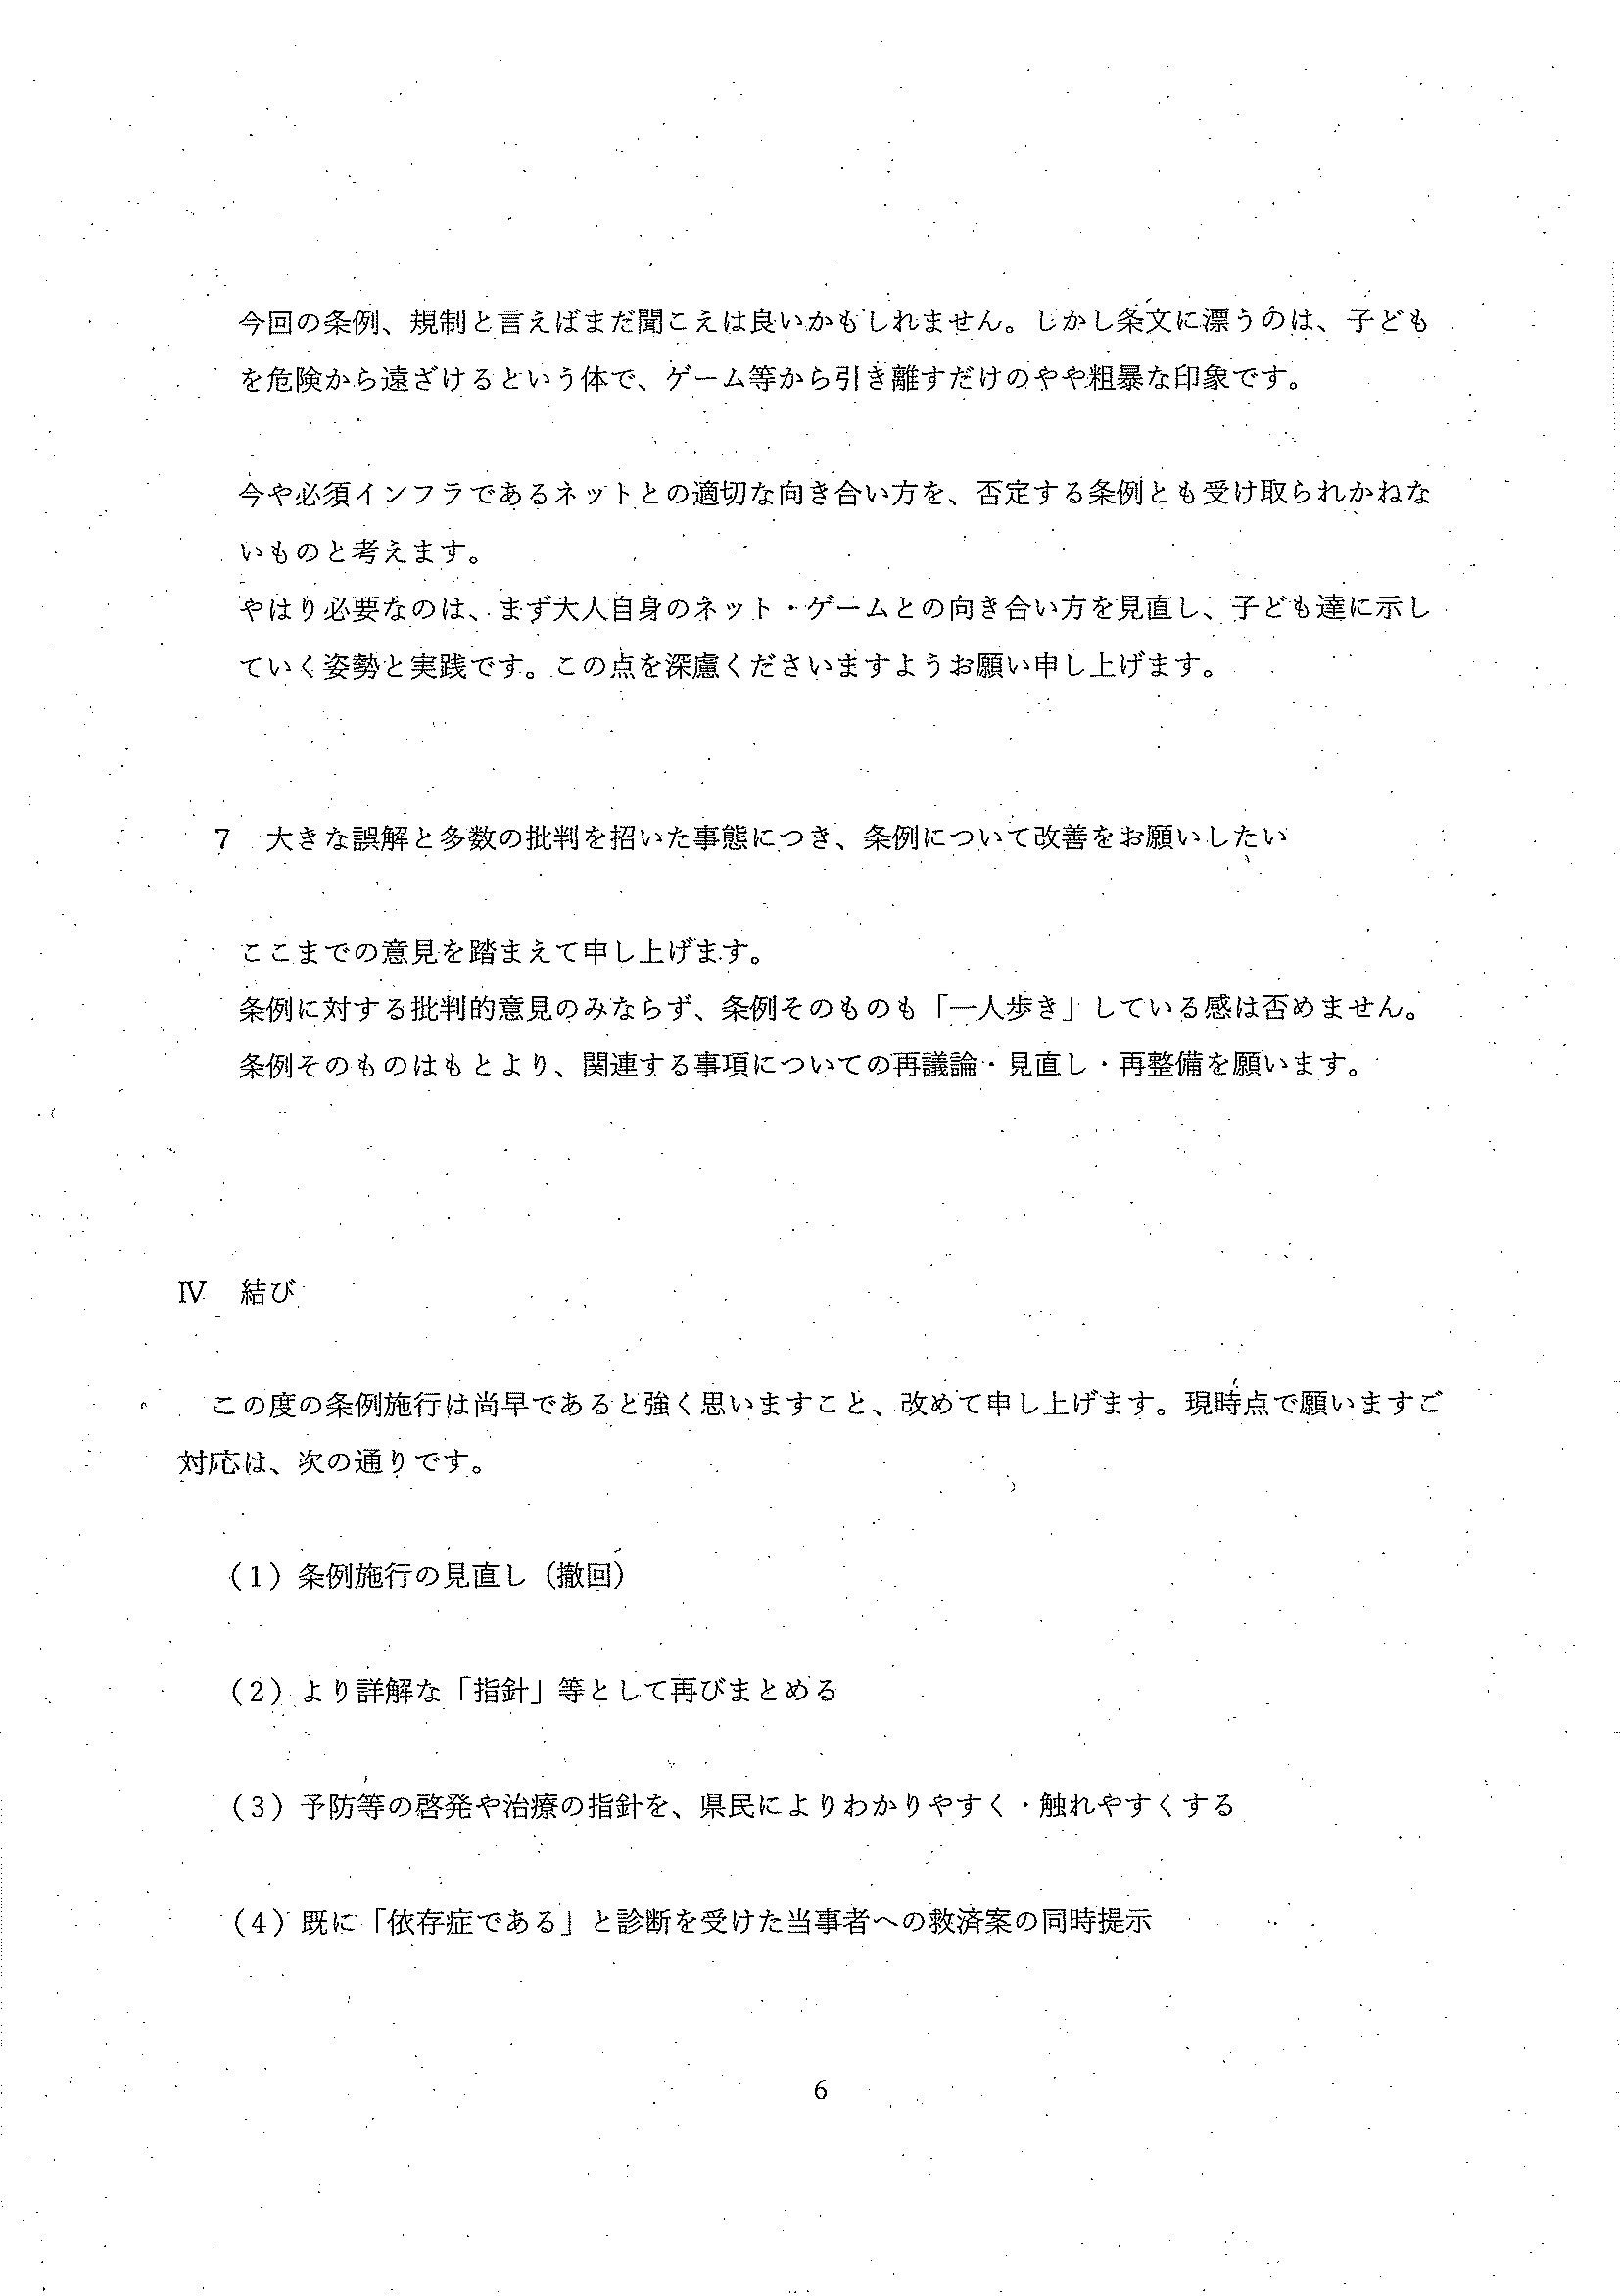 今回の条例、規制と言えばまだ聞こえは良いかもしれません。しかし条文に漂うのは、子ども
を危険から遠ざけるという体で、ゲーム等から引き離すだけのやや粗暴な印象です。
今や必須インフラであるネットとの適切な向き合い方を、否定する条例とも受け取られかねな
いものと考えます。
やはり必要なのは、まず大人自身のネット・ゲームとの向き合い方を見直し、子ども達に示し
ていく姿勢と実践です。この点を深慮くださいますようお願い申し上げます。
7　大きな誤解と多数の批判を招いた事態につき、条例について改善をお願いしたい
ここまでの意見を踏まえて申し上げます。
条例に対する批判的意見のみならず、条例そのものも「一人歩き」している感は否めません。
条例そのものはもとより、関連する事項についての再議論・見直し・再整備を願います。
Ⅳ　結び
この度の条例施行は尚早であると強く思いますこと、改めて申し上げます。現時点で願いますご
対応は、次の通りです。
（1）条例施行の見直し（撤回）
（2）より詳解な「指針」等として再びまとめる
（3）予防等の啓発や治療の指針を、県民によりわかりやすく・触れやすくする
（4）既に「依存症である」と診断を受けた当事者への救済案の同時提示
6